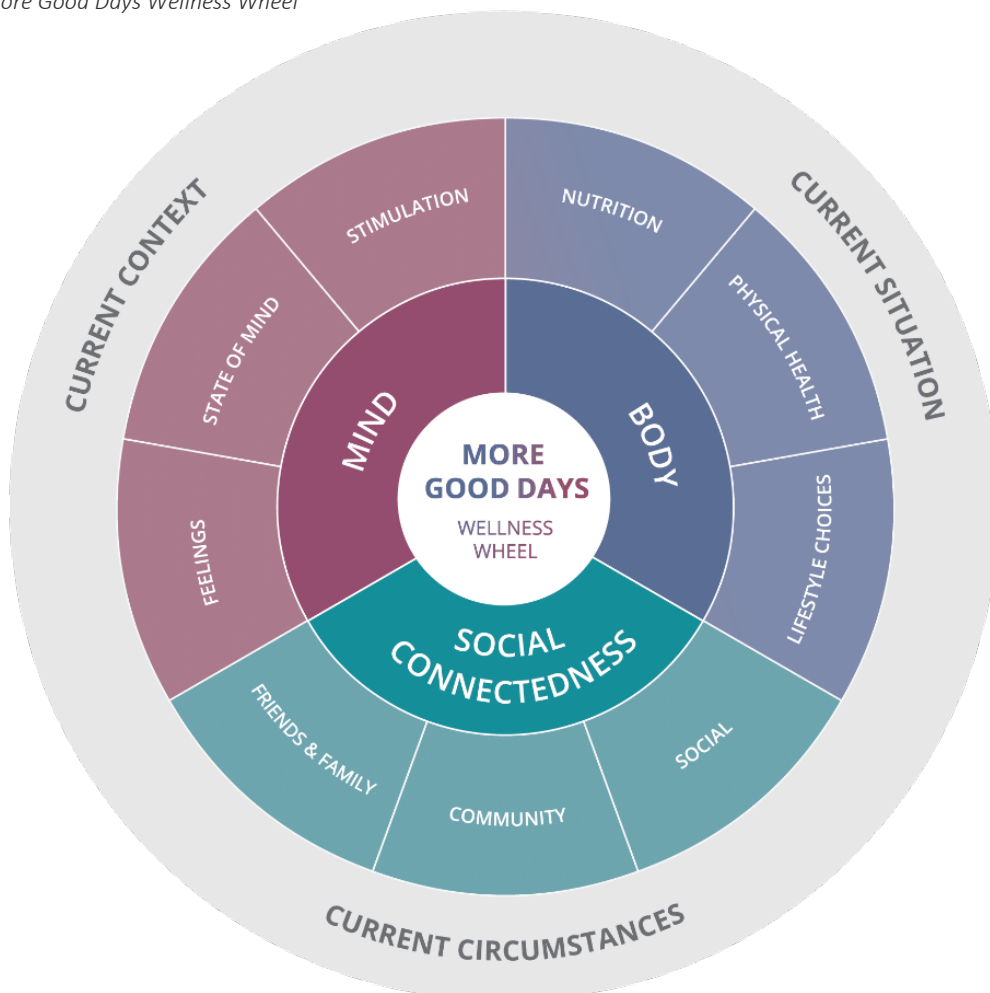 ore Good Days Wellness Wheel
CURRENT CONTEXT
CURRENT SITUATION
STIMULATION
NUTRITION
STATE OF MIND
PHYSICAL HEALTH
MIND
BODY
MORE
GOOD DAYS
WELLNESS
WHEEL
FEELINGS
LIFESTYLE CHOICES
SOCIAL
CONNECTEDNESS
FRIENDS & FAMILY
COMMUNITY
SOCIAL
CURRENT CIRCUMSTANCES